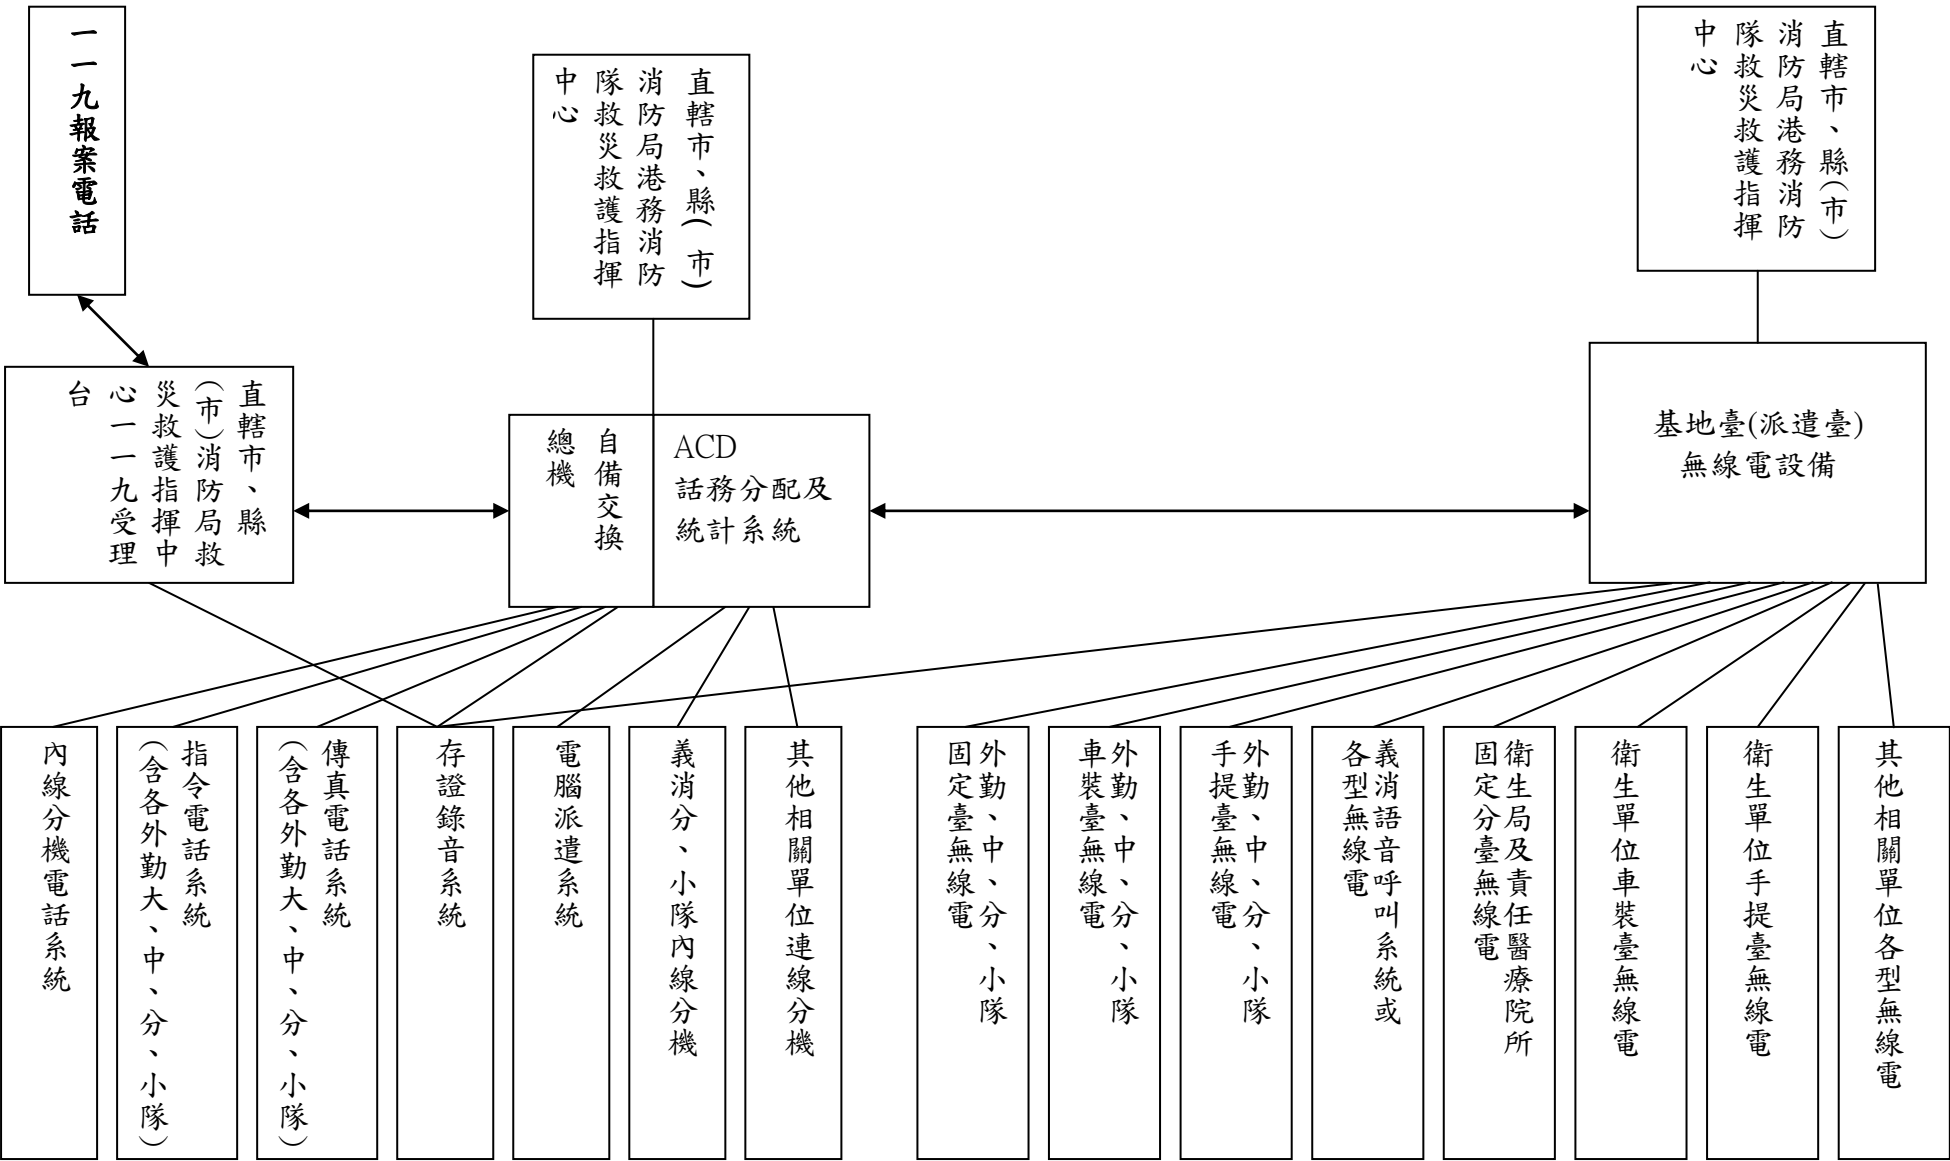 一一九報案電話
直轄市、縣(市)
消防局港務消防
隊救災救護指揮
中心
直轄市、縣(市)
消防局港務消防
隊救災救護指揮
中心
直轄市、縣
(市)消防局救
災救護指揮中
心一一九受理
台
自備交換
總機
ACD
話務分配及
統計系統
基地臺(派遣臺)
無線電設備
內線分機電話系統
指令電話系統
(含各外勤大、中、分、小隊)
傳真電話系統
(含各外勤大、中、分、小隊)
存證錄音系統
電腦派遣系統
義消分、小隊內線分機
其他相關單位連線分機
外勤、中、分、小隊
固定臺無線電
外勤、中、分、小隊
車裝臺無線電
外勤、中、分、小隊
手提臺無線電
義消語音呼叫系統或
各型無線電
衛生局及責任醫療院所
固定分臺無線電
衛生單位車裝臺無線電
衛生單位手提臺無線電
其他相關單位各型無線電